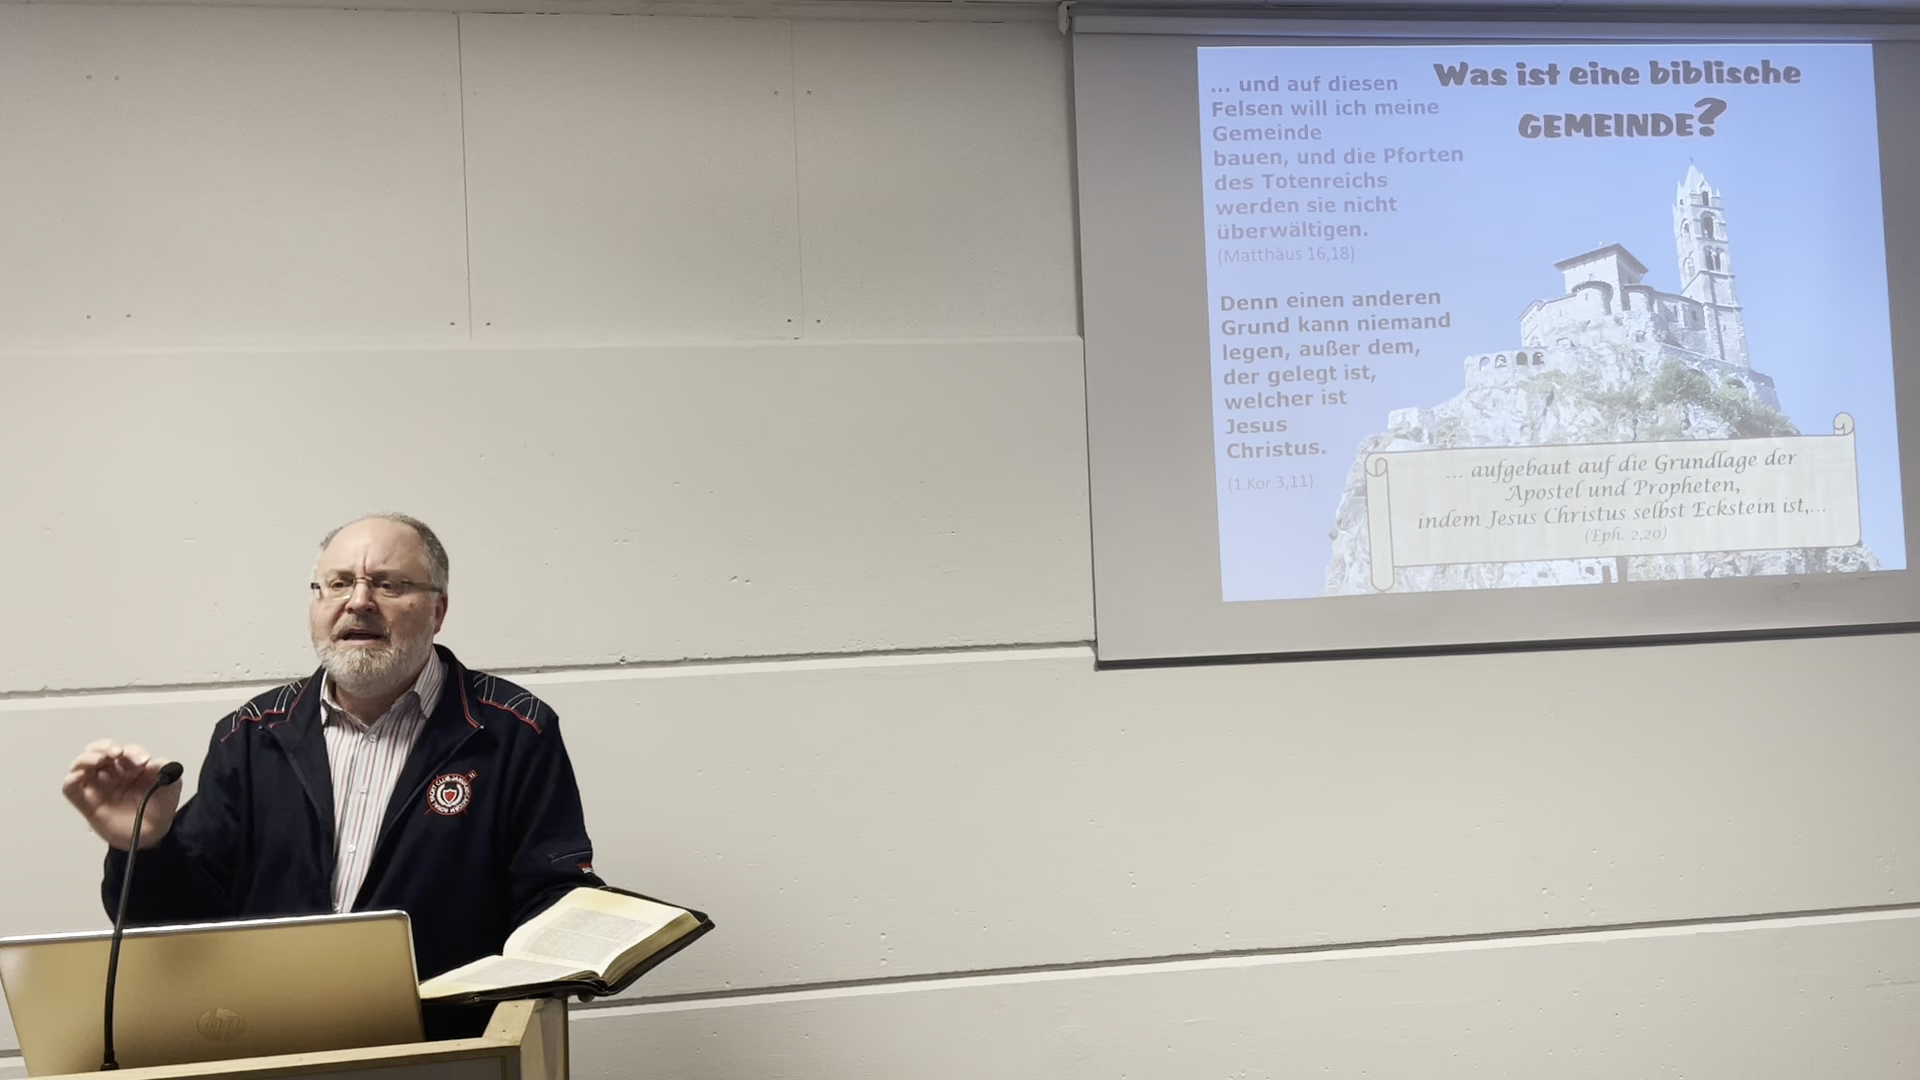 Was ist eine biblische
GEMEINDE?
... und auf diesen
Felsen will ich meine
Gemeinde
bauen, und die Pforten
des Totenreichs
werden sie nicht
überwältigen.
(Matthäus 16,18)
Denn einen anderen
Grund kann niemand
legen, außer dem,
der gelegt ist,
welcher ist
Jesus
Christus.
(1 Kor 3,11)
... aufgebaut auf die Grundlage der
Apostel und Propheten,
indem Jesus Christus selbst Eckstein ist,...
(Eph. 2,20)
hp